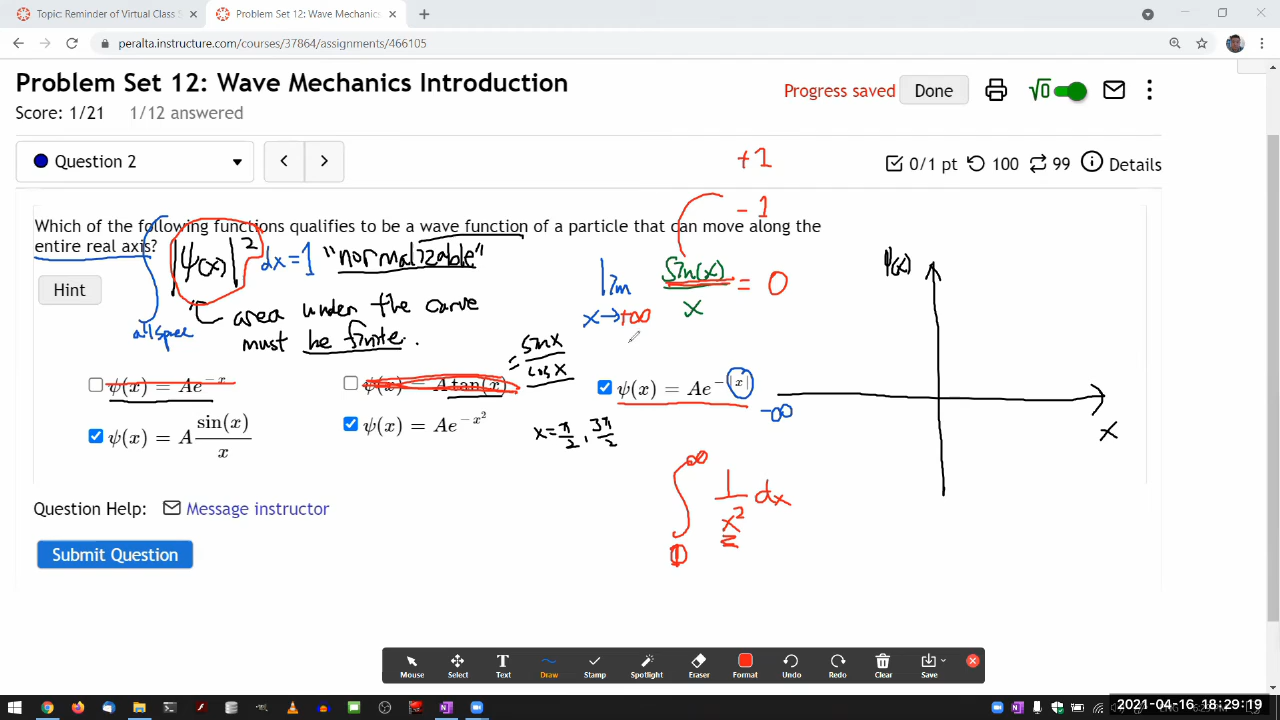 Topic: Reminder of Virtual Class S
Problem Set 12: Wave Mechanics
peralta.instructure.com/courses/37864/assignments/466105
Problem Set 12: Wave Mechanics Introduction
Progress saved
Done
√0
Score: 1/21
1/12 answered
Question 2
0/1 pt
100
99
Details
+1
-1
Which of the following functions qualifies to be a wave function of a particle that can move along the
entire real axis?
Hint
|ψ(x)|² dx = 1
"normalizable"
all space
area under the curve
must be finite.
lim x→+∞ sin(x)/x = 0
ψ(x)
ψ(x) = Ae^{-x}
ψ(x) = A tan(x)
= sin x / cos x
ψ(x) = Ae^{-|x|}
-∞
x
ψ(x) = A sin(x)/x
ψ(x) = Ae^{-x²}
x = π/2, 3π/2
∫ ∞ 1/x² dx
Question Help:
Message instructor
Submit Question
Mouse
Select
Text
Draw
Stamp
Spotlight
Eraser
Format
Undo
Redo
Clear
Save
2021-04-16 18:29:19